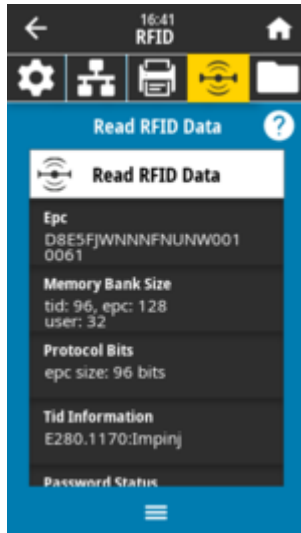 16:41
RFID
Read RFID Data
?
Read RFID Data
Epc
D8E5FJWNNNFNUNW001
0061
Memory Bank Size
tid: 96, epc: 128
user: 32
Protocol Bits
epc size: 96 bits
Tid Information
E280.1170:Impinj
Password Status